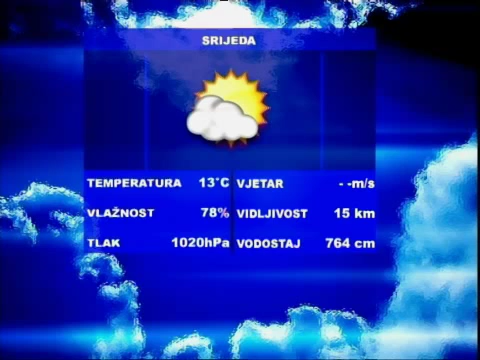 SRIJEDA
TEMPERATURA 13°C VJETAR - -m/s
VLAŽNOST 78% VIDLJIVOST 15 km
TLAK 1020hPa VODOSTAJ 764 cm